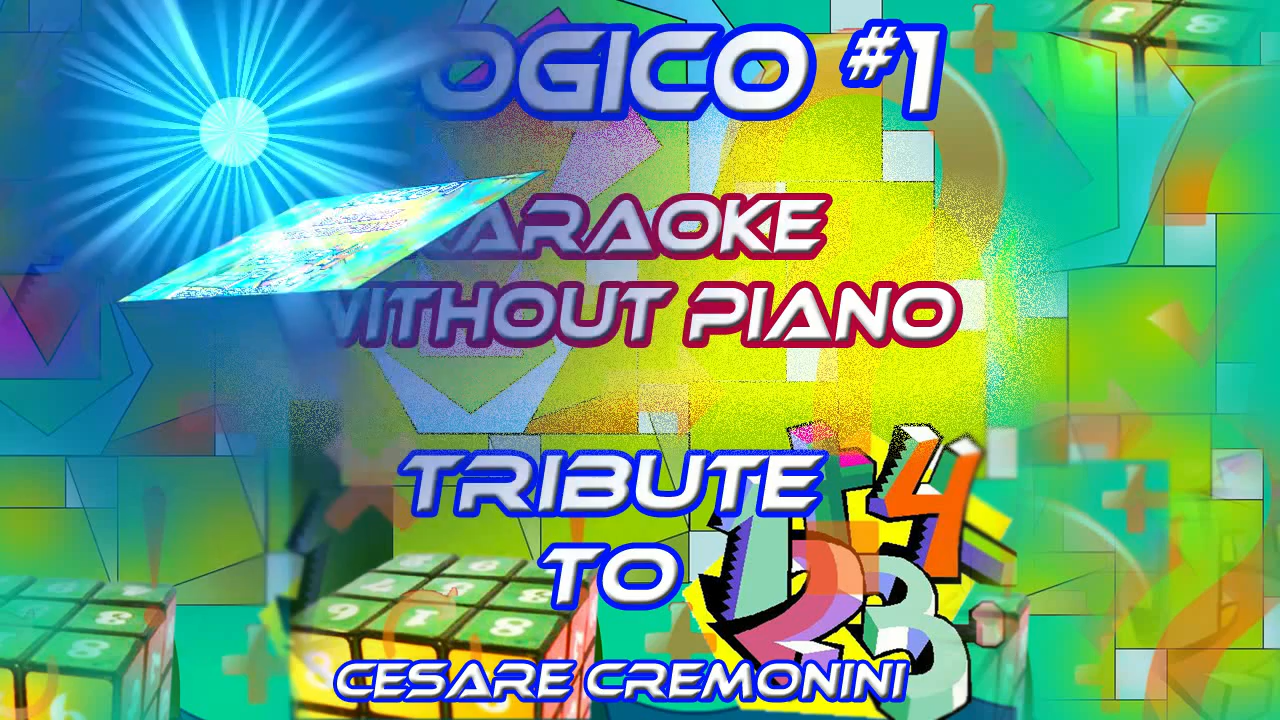 OGICO #1
KARAOKE
WITHOUT PIANO
TRIBUTE
TO
CESARE CREMONINI